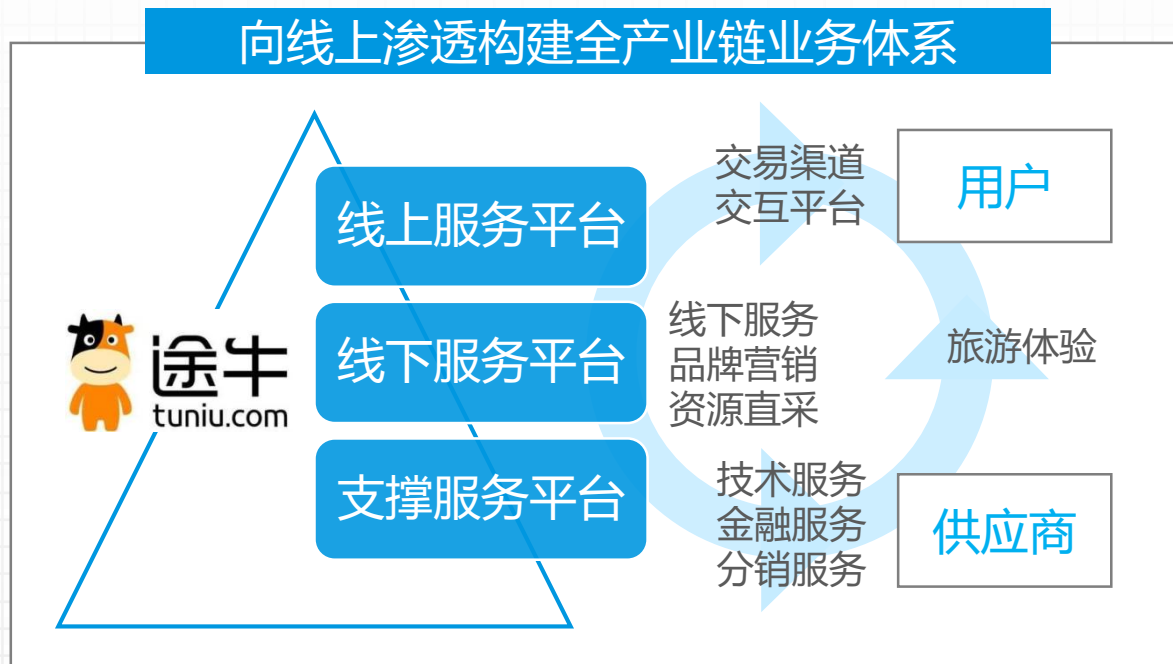 向线上渗透构建全产业链业务体系
交易渠道
交互平台
用户
线上服务平台
途牛
tuniu.com
线下服务平台
线下服务
品牌营销
资源直采
旅游体验
支撑服务平台
技术服务
金融服务
分销服务
供应商